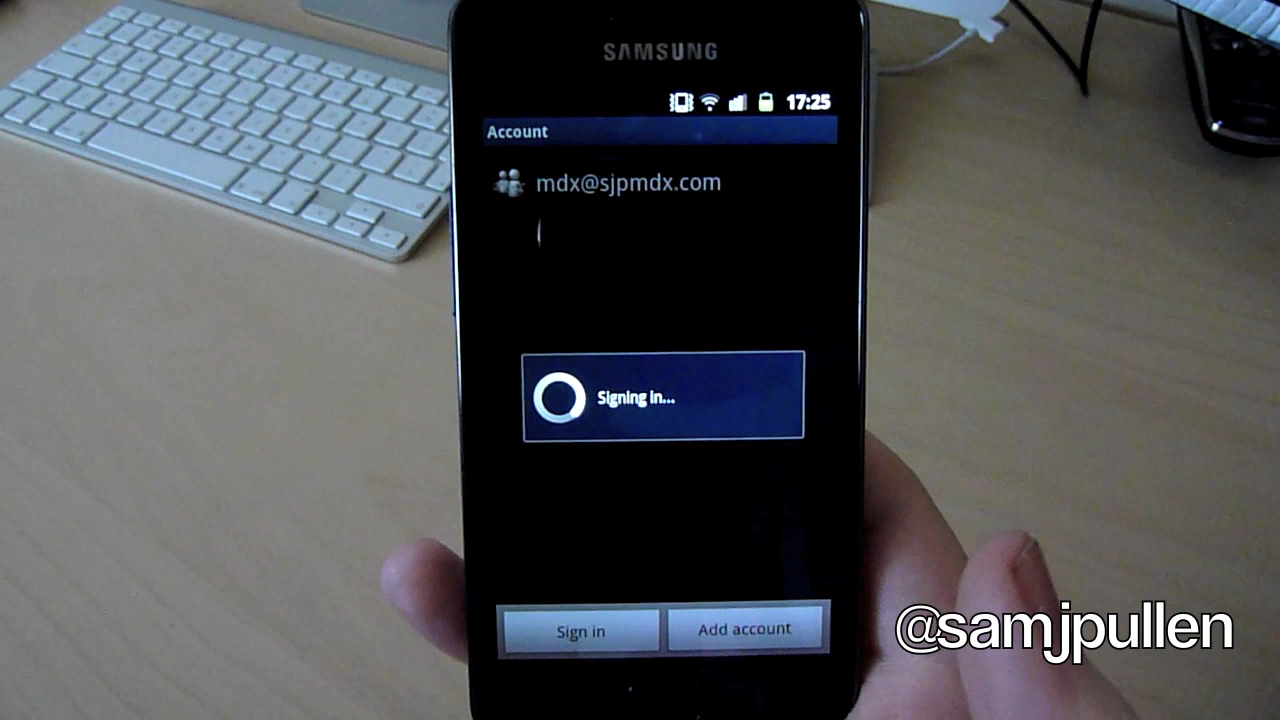 SAMSUNG
17:25
Account
mdx@sjpmdx.com
Signing in...
Sign in
Add account
@samjpullen